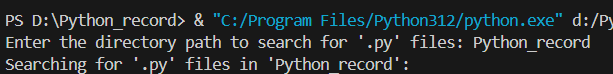 PS D:\Python_record> & "C:/Program Files/Python312/python.exe" d:/Py
Enter the directory path to search for '.py' files: Python_record
Searching for '.py' files in 'Python_record':